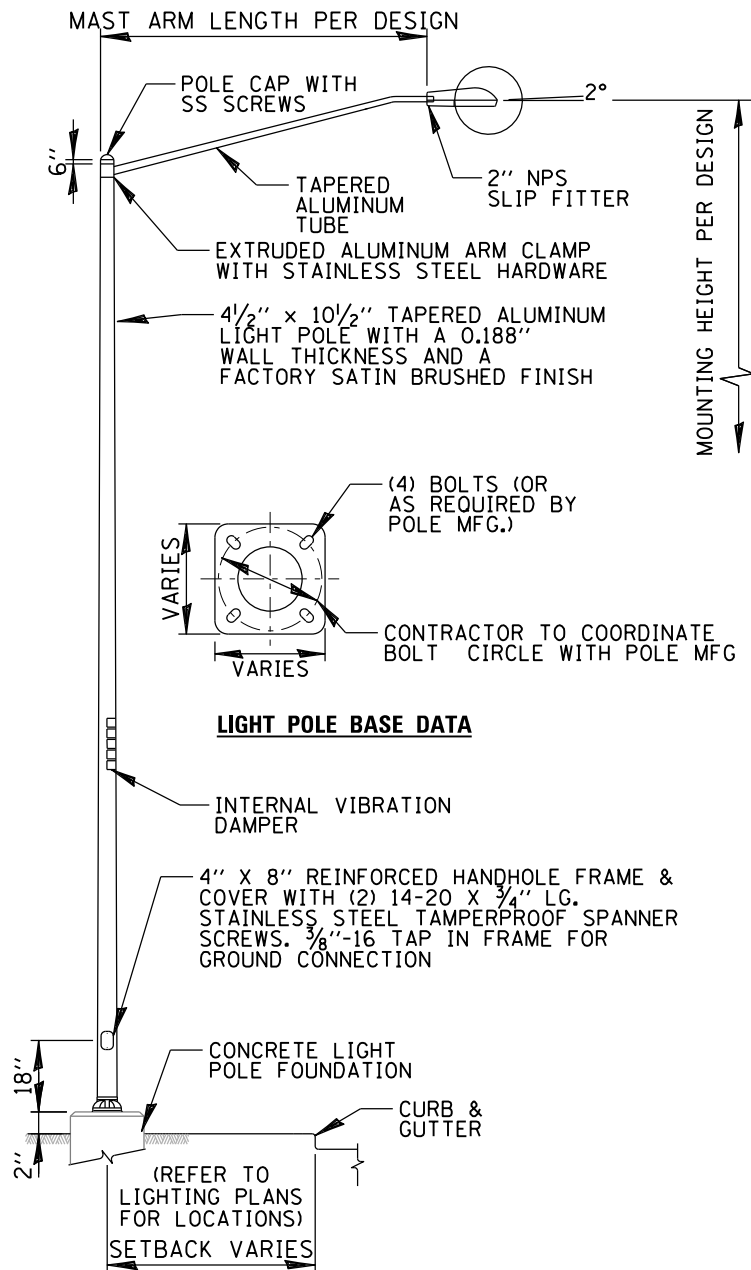 MAST ARM LENGTH PER DESIGN
POLE CAP WITH
SS SCREWS
2°
6"
TAPERED
ALUMINUM
TUBE
2" NPS
SLIP FITTER
MOUNTING HEIGHT PER DESIGN
EXTRUDED ALUMINUM ARM CLAMP
WITH STAINLESS STEEL HARDWARE
4 1/2" x 10 1/2" TAPERED ALUMINUM
LIGHT POLE WITH A 0.188"
WALL THICKNESS AND A
FACTORY SATIN BRUSHED FINISH
(4) BOLTS (OR
AS REQUIRED BY
POLE MFG.)
VARIES
VARIES
CONTRACTOR TO COORDINATE
BOLT CIRCLE WITH POLE MFG
LIGHT POLE BASE DATA
INTERNAL VIBRATION
DAMPER
4" X 8" REINFORCED HANDHOLE FRAME &
COVER WITH (2) 14-20 X 3/4" LG.
STAINLESS STEEL TAMPERPROOF SPANNER
SCREWS. 3/8"-16 TAP IN FRAME FOR
GROUND CONNECTION
18"
CONCRETE LIGHT
POLE FOUNDATION
CURB &
GUTTER
2"
(REFER TO
LIGHTING PLANS
FOR LOCATIONS)
SETBACK VARIES